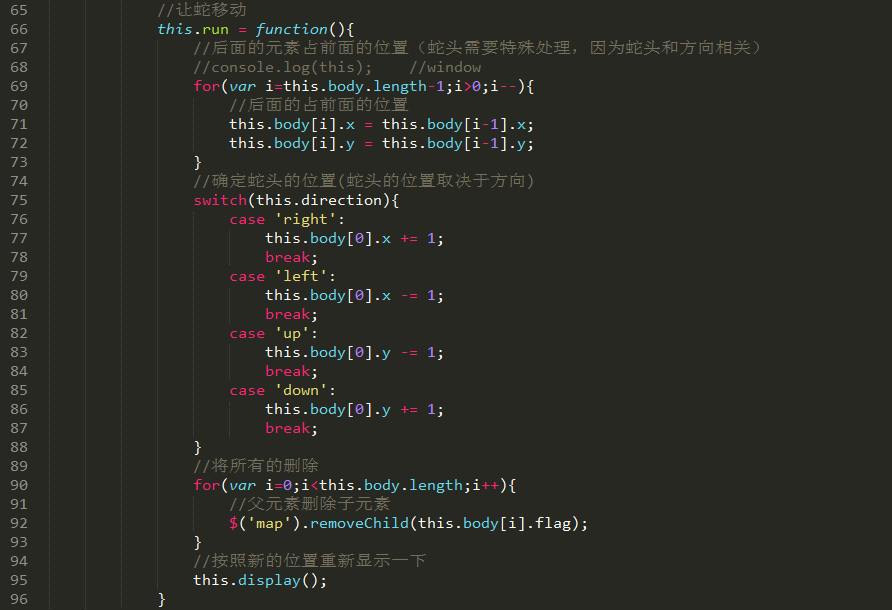 65 //让蛇移动
66 this.run = function(){
67 //后面的元素占前面的位置（蛇头需要特殊处理，因为蛇头和方向相关）
68 //console.log(this); //window
69 for(var i=this.body.length-1;i>0;i--){
70 //后面的占前面的位置
71 this.body[i].x = this.body[i-1].x;
72 this.body[i].y = this.body[i-1].y;
73 }
74 //确定蛇头的位置(蛇头的位置取决于方向)
75 switch(this.direction){
76 case 'right':
77 this.body[0].x += 1;
78 break;
79 case 'left':
80 this.body[0].x -= 1;
81 break;
82 case 'up':
83 this.body[0].y -= 1;
84 break;
85 case 'down':
86 this.body[0].y += 1;
87 break;
88 }
89 //将所有的删除
90 for(var i=0;i<this.body.length;i++){
91 //父元素删除子元素
92 $('map').removeChild(this.body[i].flag);
93 }
94 //按照新的位置重新显示一下
95 this.display();
96 }